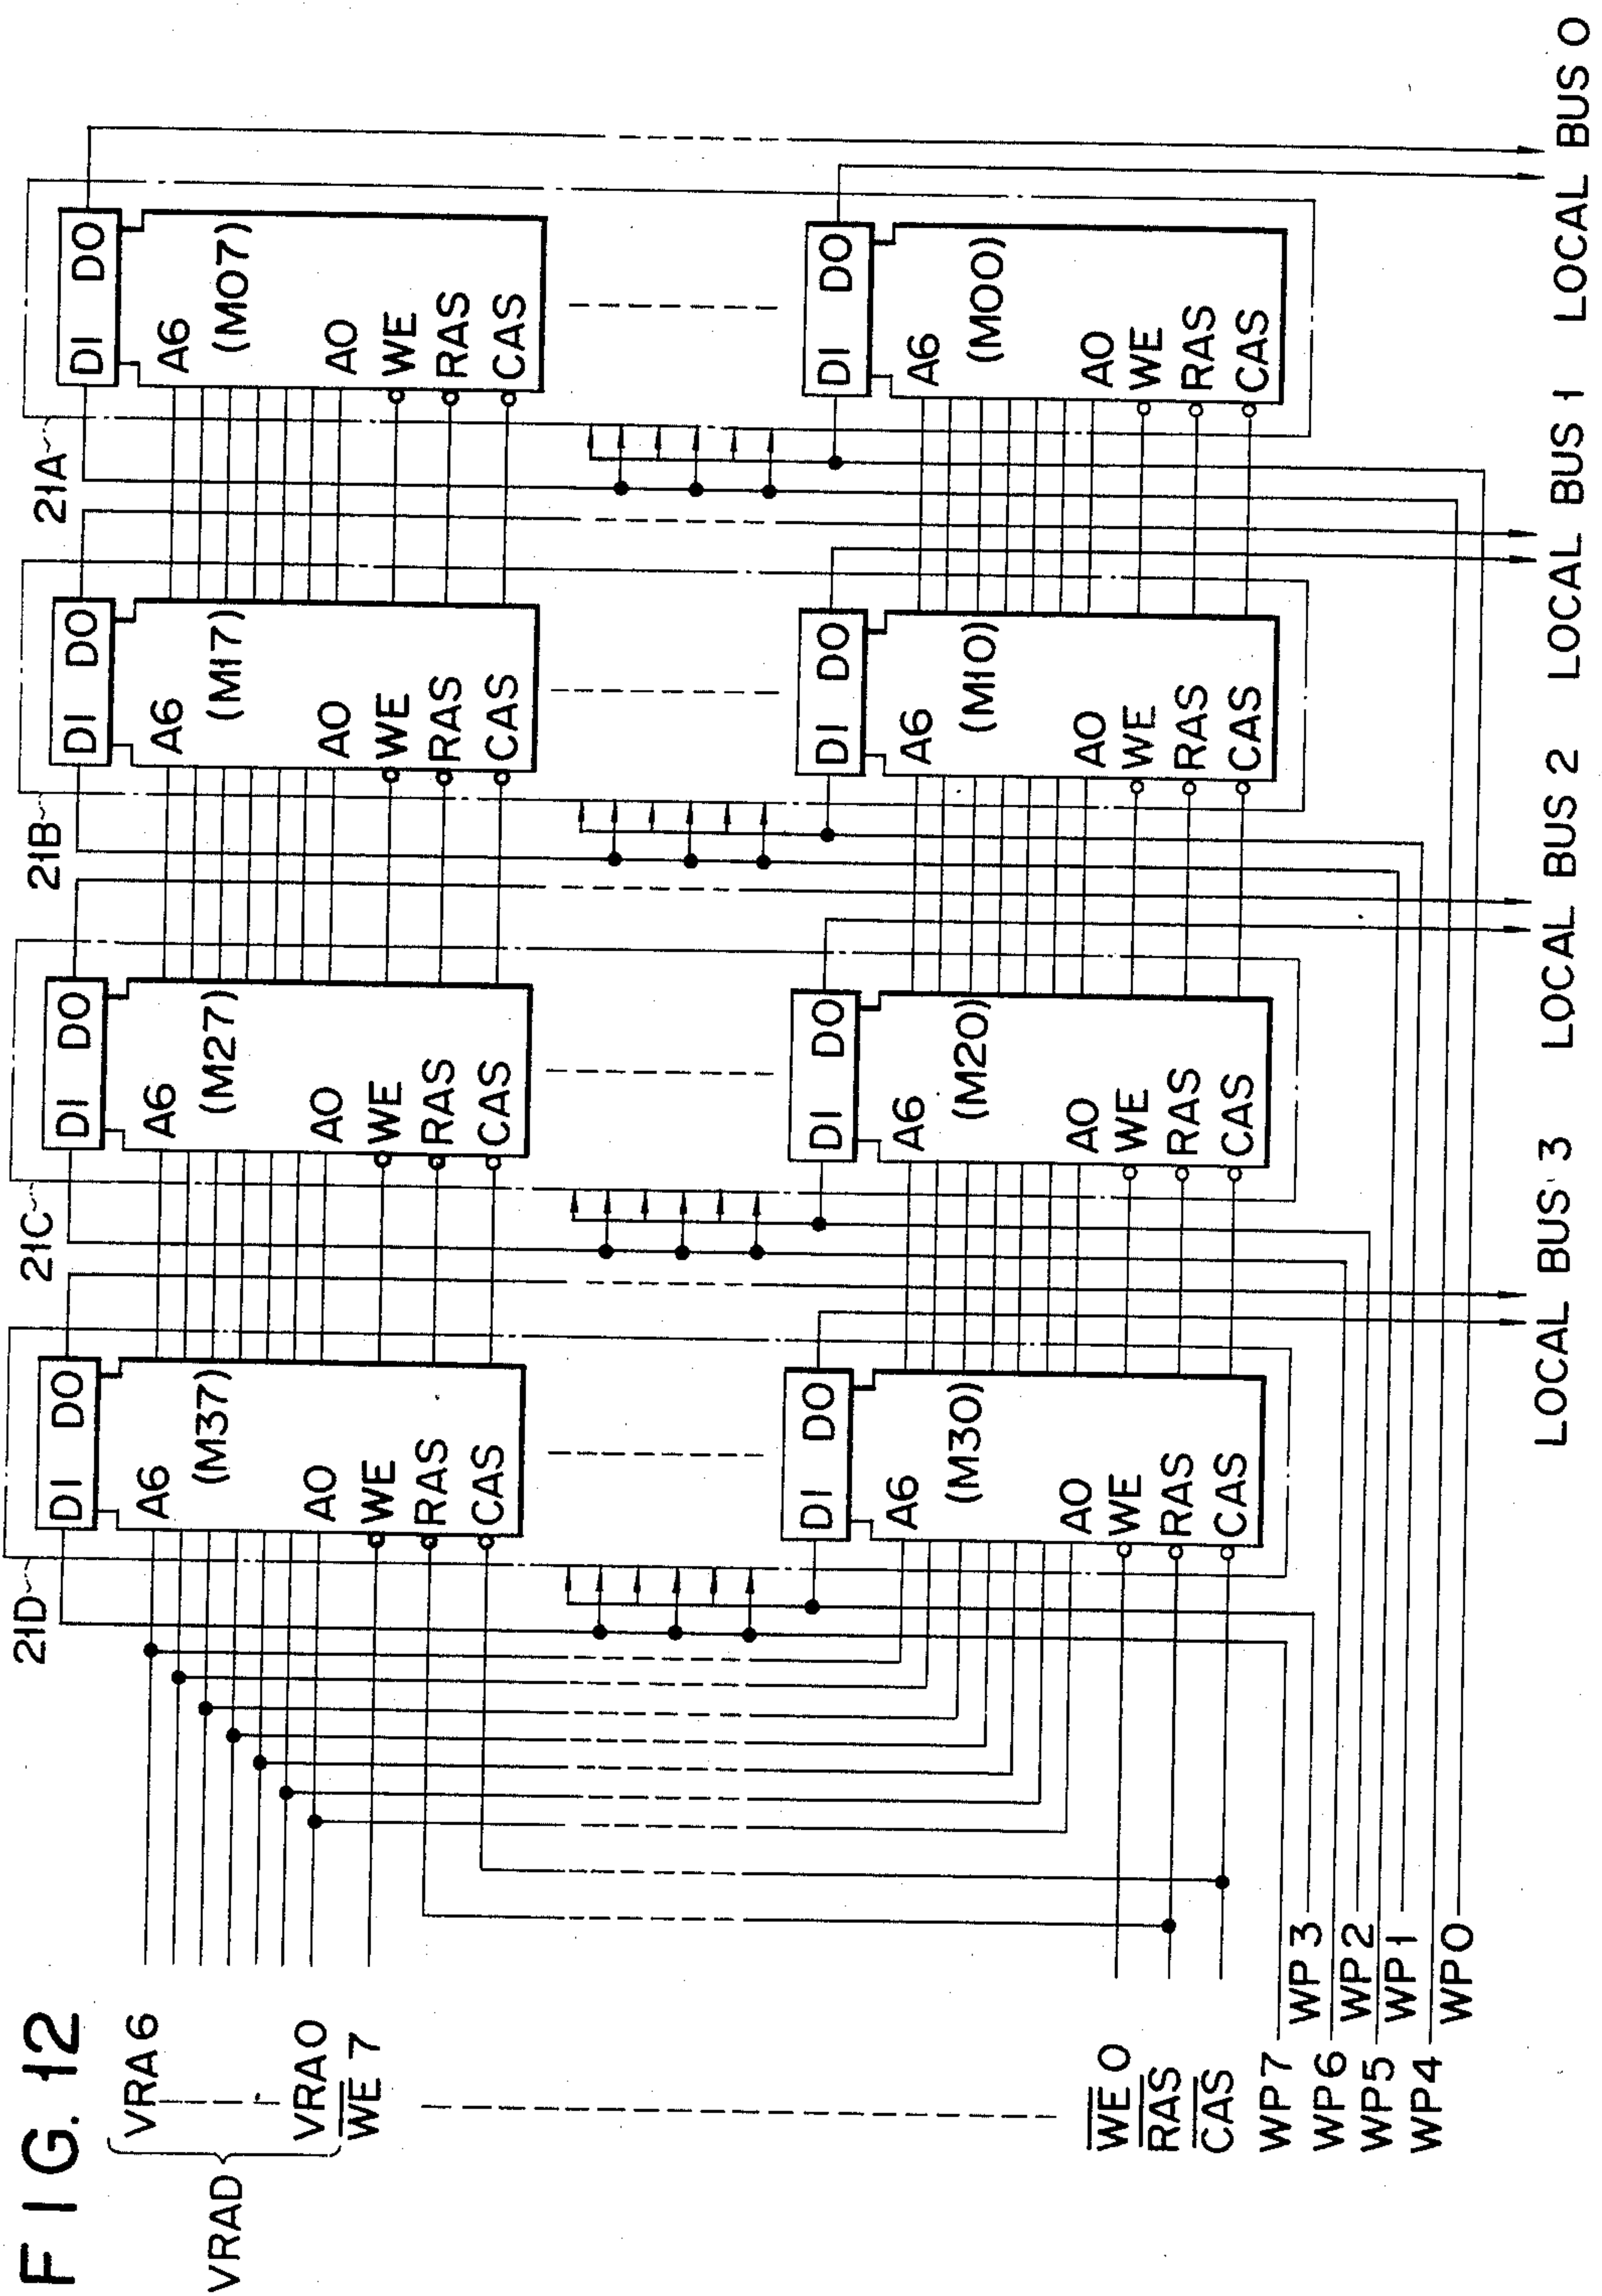 FIG. 12
21D
21C
21B
21A
DI DO
A6
(M37)
A0
WE
RAS
CAS
DI DO
A6
(M27)
A0
WE
RAS
CAS
DI DO
A6
(M17)
A0
WE
RAS
CAS
DI DO
A6
(M07)
A0
WE
RAS
CAS
VRAD
VRA6
VRA0
WE 7
DI DO
A6
(M30)
A0
WE
RAS
CAS
DI DO
A6
(M20)
A0
WE
RAS
CAS
DI DO
A6
(M10)
A0
WE
RAS
CAS
DI DO
A6
(M00)
A0
WE
RAS
CAS
WE 0
RAS
CAS
WP7
WP3
WP6
WP2
WP5
WP1
WP4
WP0
LOCAL BUS 3
LOCAL BUS 2
LOCAL BUS 1
LOCAL BUS 0